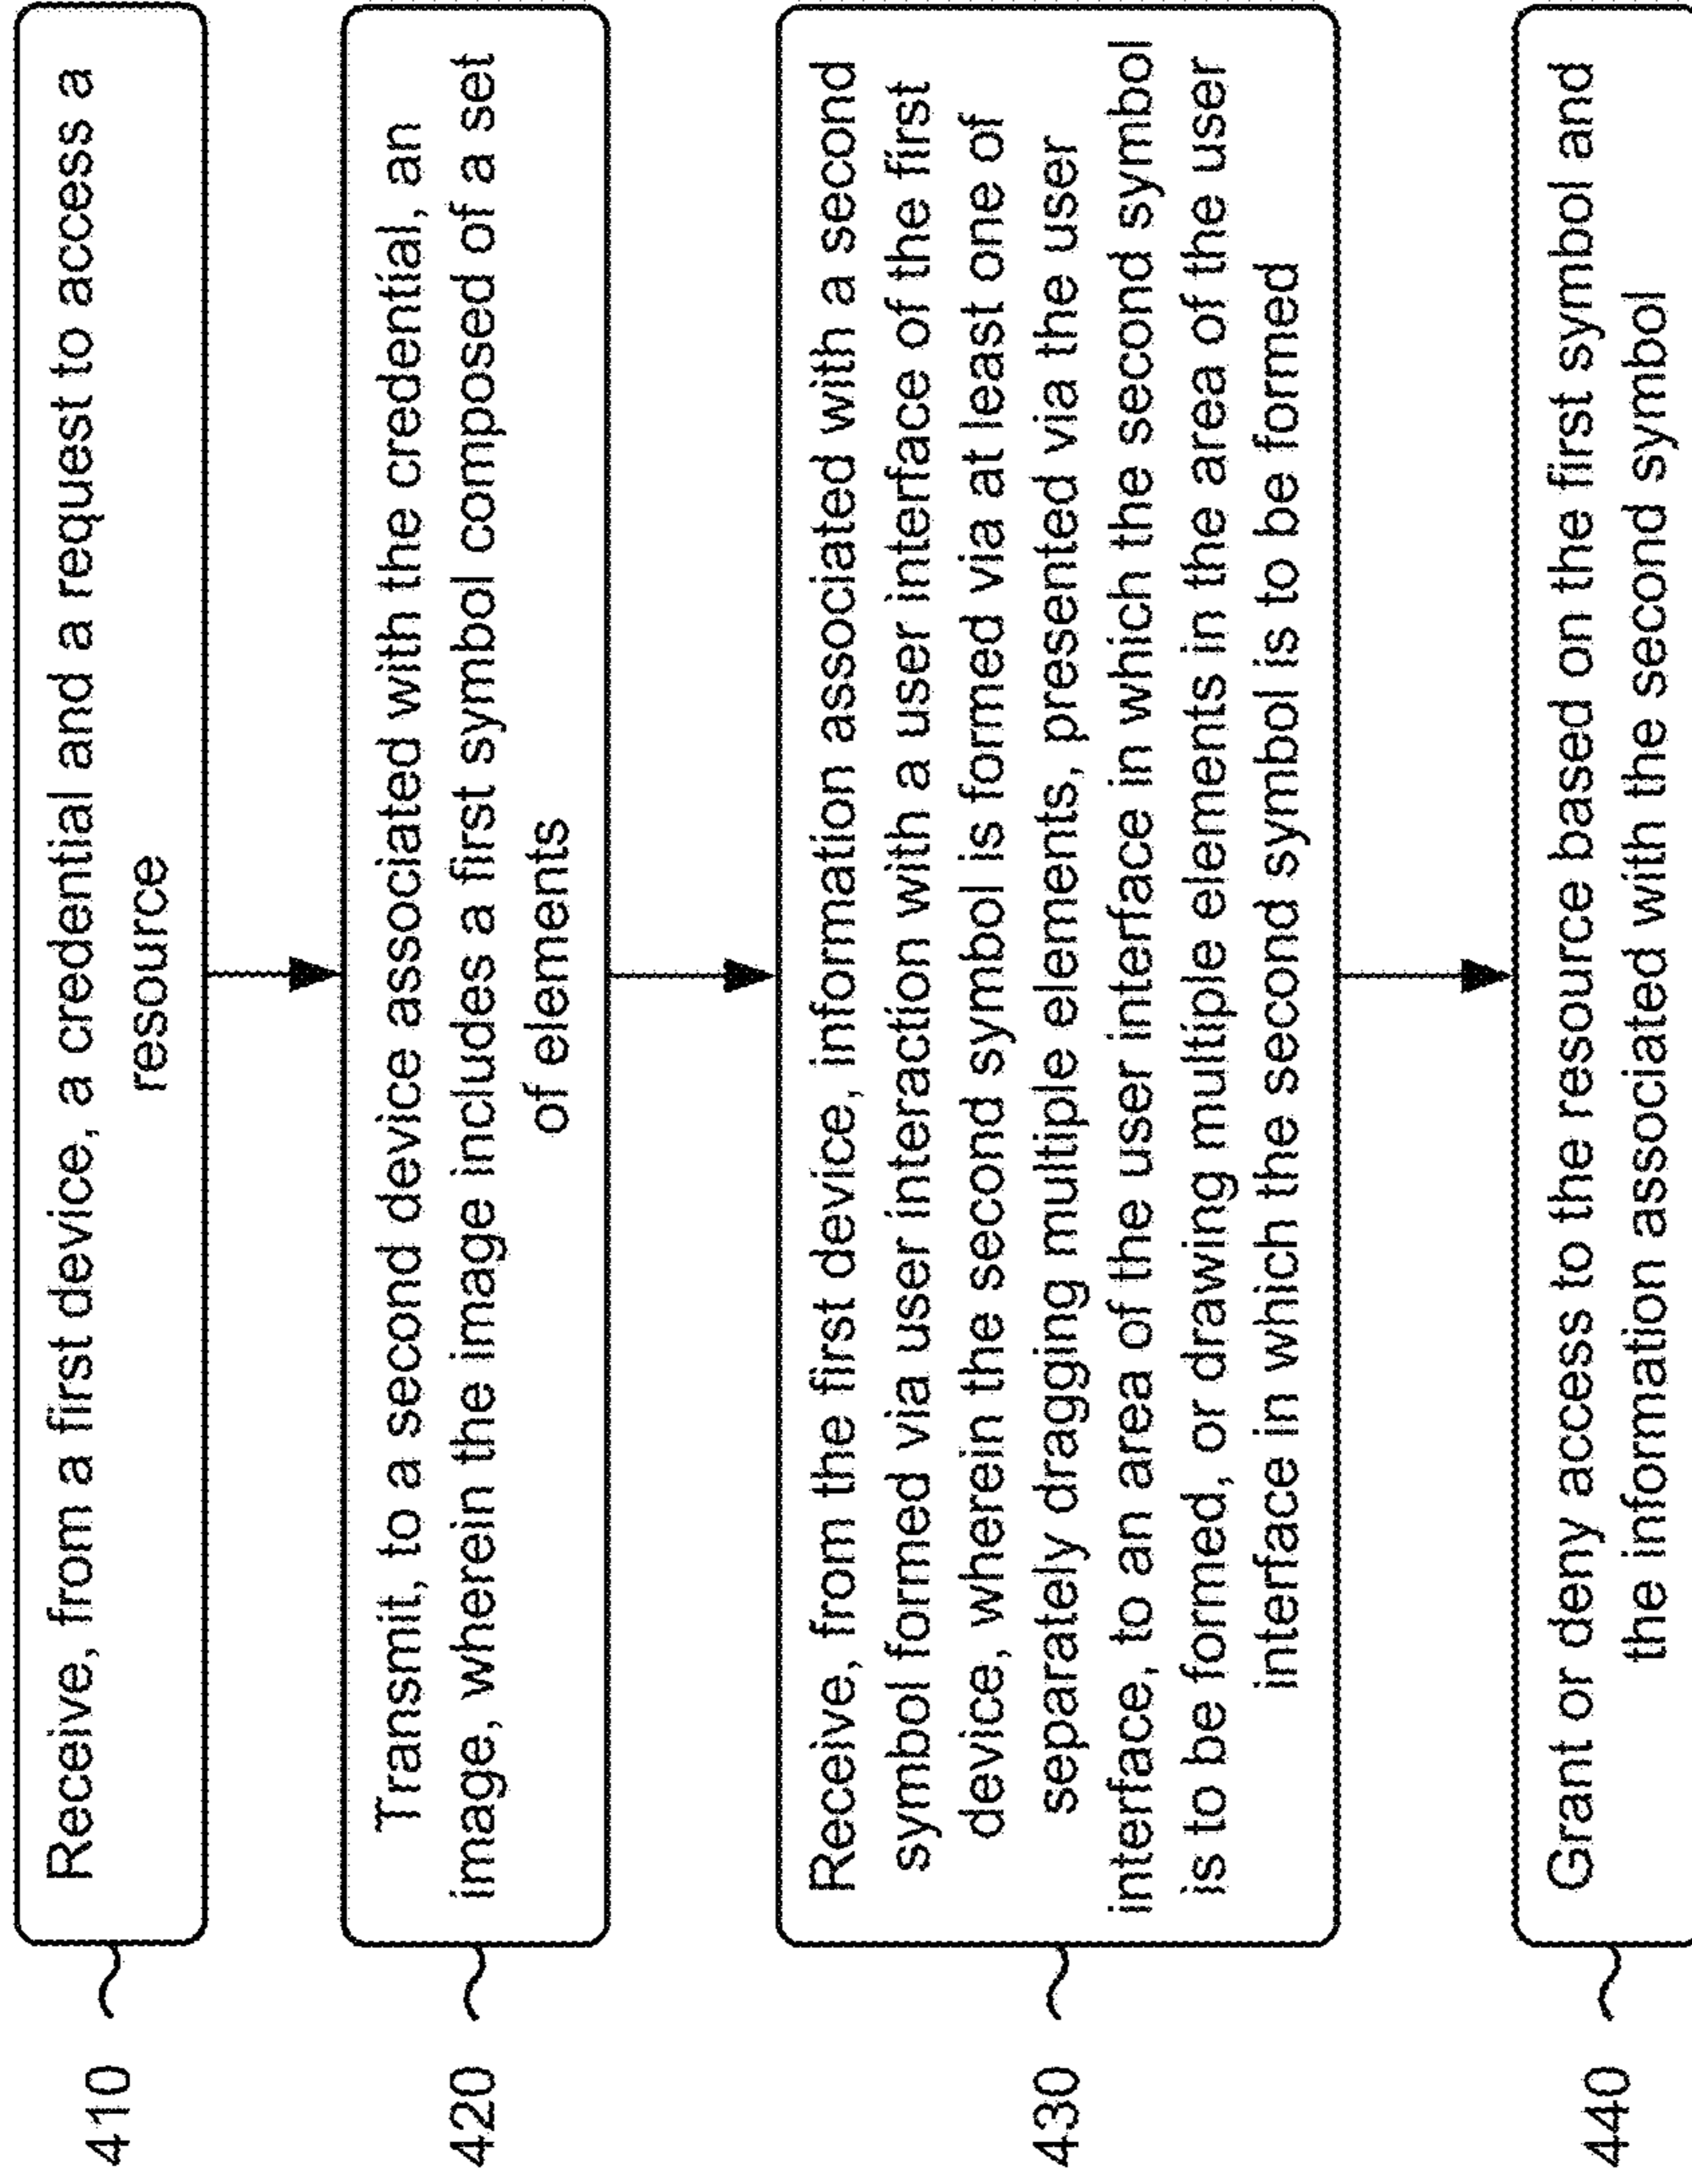 410
Receive, from a first device, a credential and a request to access a
resource
420
Transmit, to a second device associated with the credential, an
image, wherein the image includes a first symbol composed of a set
of elements
430
Receive, from the first device, information associated with a second
symbol formed via user interaction with a user interface of the first
device, wherein the second symbol is formed via at least one of
separately dragging multiple elements, presented via the user
interface, to an area of the user interface in which the second symbol
is to be formed, or drawing multiple elements in the area of the user
interface in which the second symbol is to be formed
440
Grant or deny access to the resource based on the first symbol and
the information associated with the second symbol